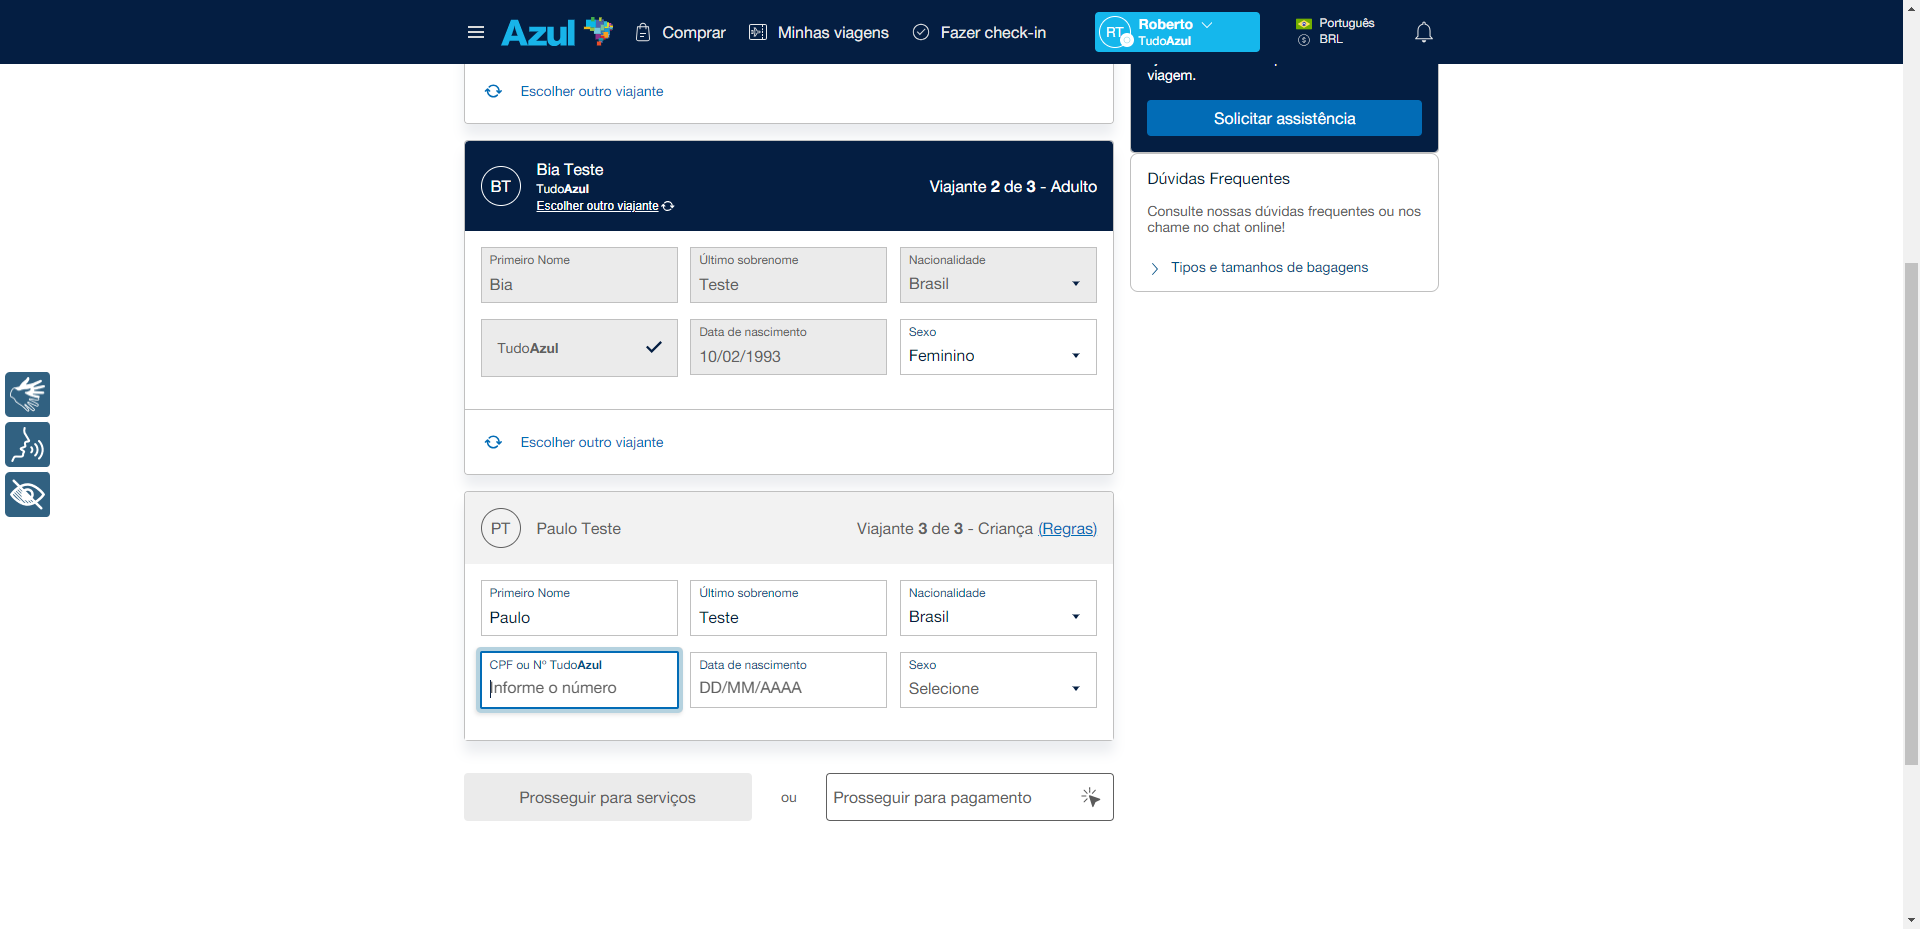 Azul
Comprar
Minhas viagens
Fazer check-in
RT
Roberto
TudoAzul
Português
BRL
viagem.
Escolher outro viajante
Solicitar assistência
BT
Bia Teste
TudoAzul
Escolher outro viajante
Viajante 2 de 3 - Adulto
Dúvidas Frequentes
Consulte nossas dúvidas frequentes ou nos
chame no chat online!
Tipos e tamanhos de bagagens
Primeiro Nome
Bia
Último sobrenome
Teste
Nacionalidade
Brasil
TudoAzul
Data de nascimento
10/02/1993
Sexo
Feminino
Escolher outro viajante
PT
Paulo Teste
Viajante 3 de 3 - Criança (Regras)
Primeiro Nome
Paulo
Último sobrenome
Teste
Nacionalidade
Brasil
CPF ou Nº TudoAzul
Informe o número
Data de nascimento
DD/MM/AAAA
Sexo
Selecione
Prosseguir para serviços
ou
Prosseguir para pagamento